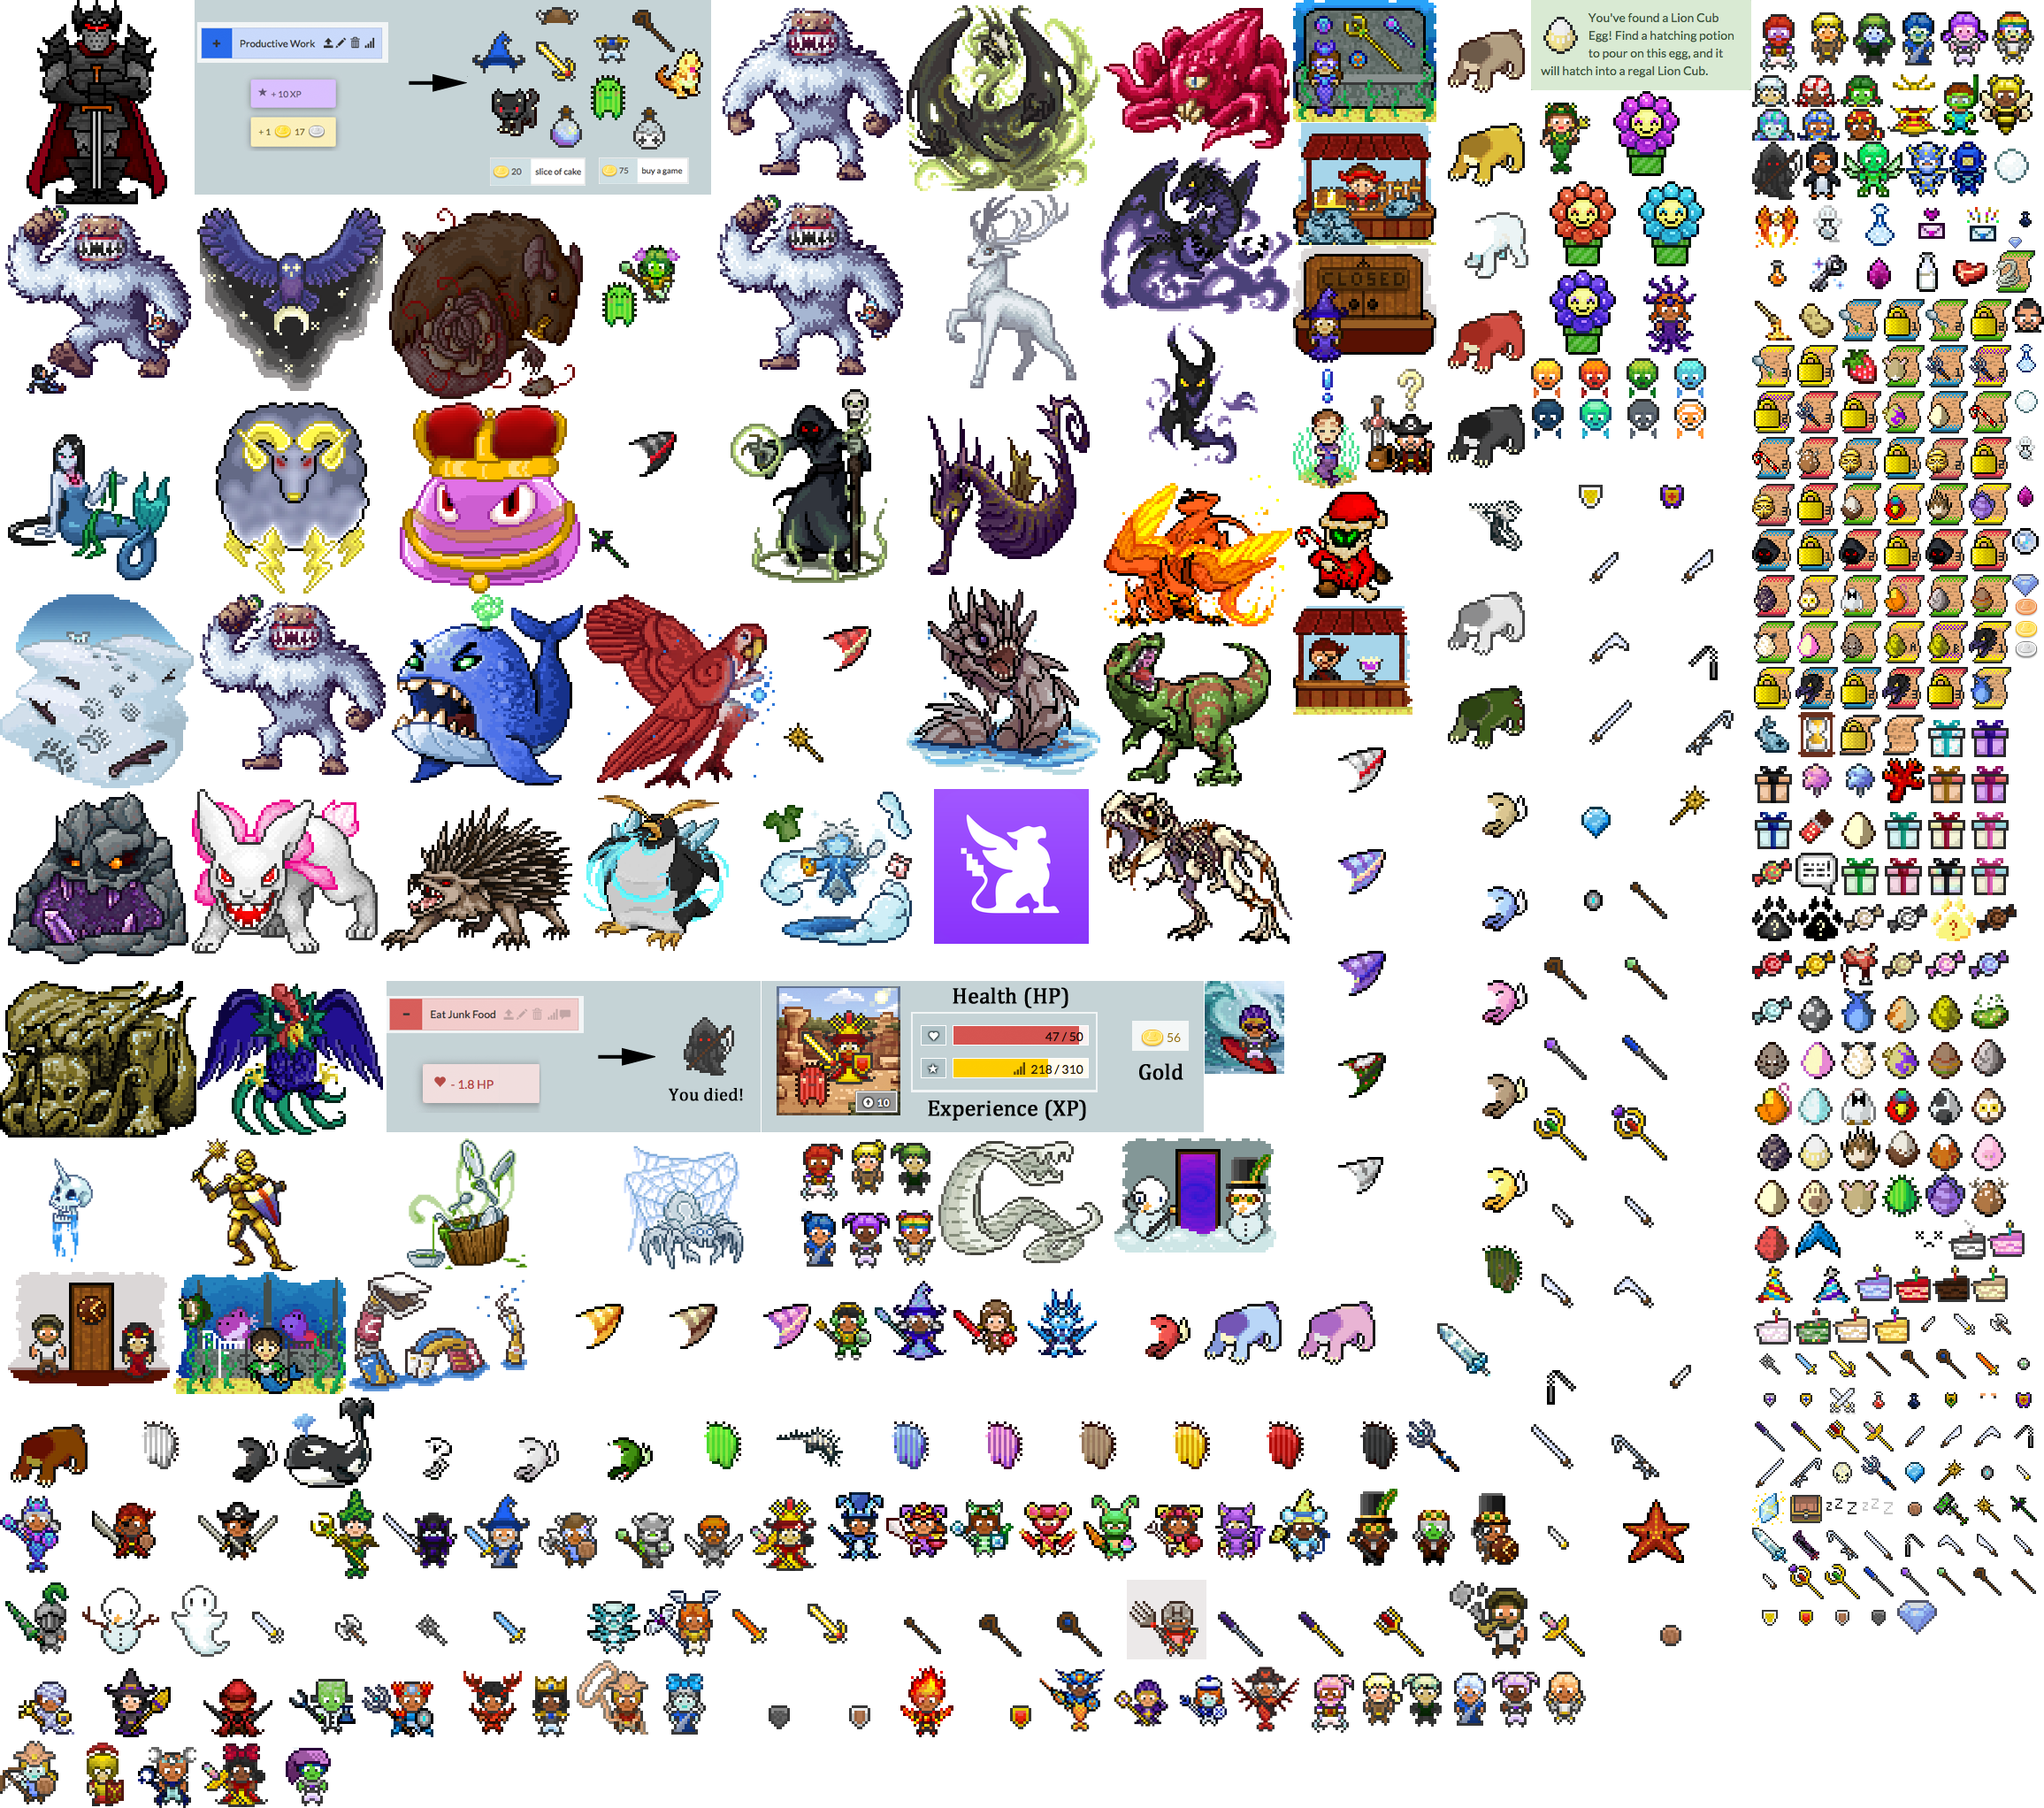 Productive Work
+ 10 XP
+ 1 17
20 slice of cake
75 buy a game
You've found a Lion Cub
Egg! Find a hatching potion
to pour on this egg, and it
will hatch into a regal Lion Cub.
CLOSED
Eat Junk Food
- 1.8 HP
You died!
Health (HP)
47 / 50
218 / 310
Experience (XP)
10
56
Gold